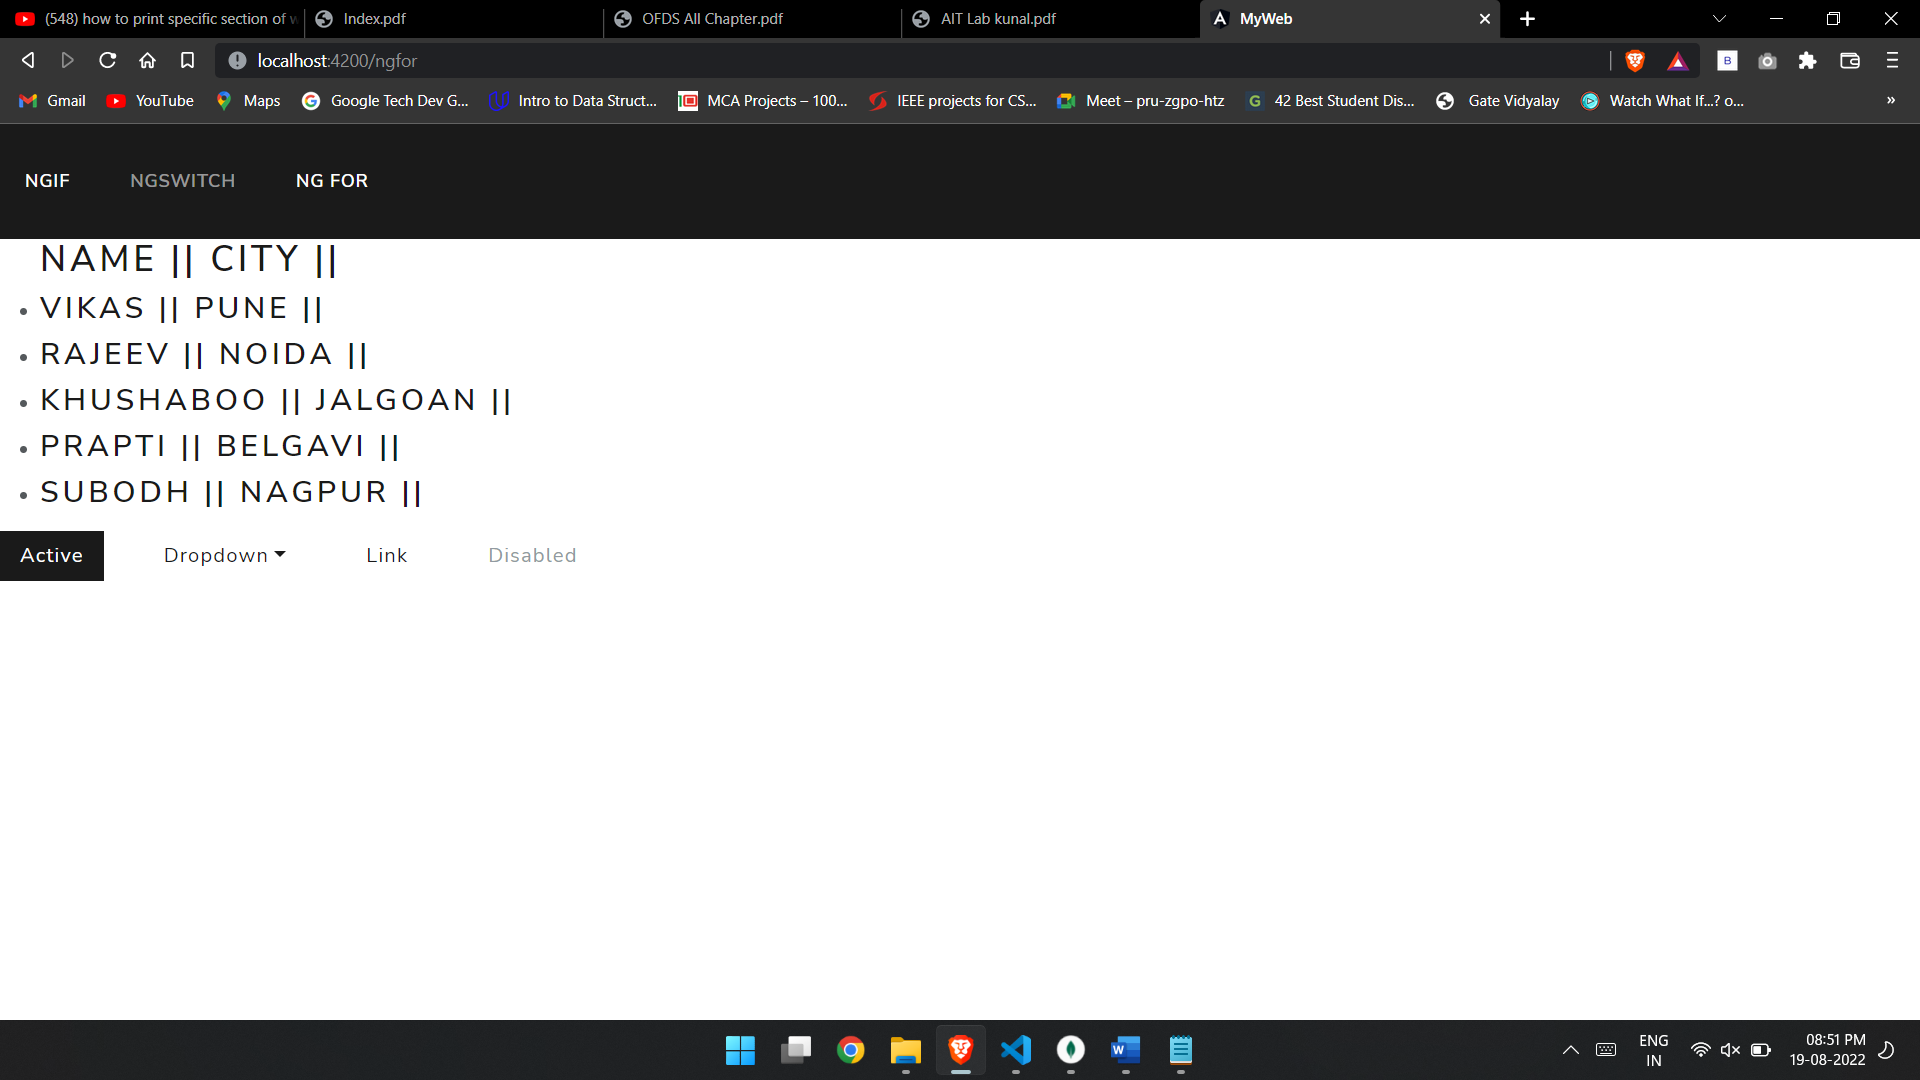 (548) how to print specific section of w
Index.pdf
OFDS All Chapter.pdf
AIT Lab kunal.pdf
MyWeb
localhost:4200/ngfor
Gmail
YouTube
Maps
Google Tech Dev G...
Intro to Data Struct...
MCA Projects – 100...
IEEE projects for CS...
Meet – pru-zgpo-htz
42 Best Student Dis...
Gate Vidyalay
Watch What If...? o...
»
NGIF NGSWITCH NG FOR
NAME || CITY ||
• VIKAS || PUNE ||
• RAJEEV || NOIDA ||
• KHUSHABOO || JALGOAN ||
• PRAPTI || BELGAVI ||
• SUBODH || NAGPUR ||
Active Dropdown Link Disabled
ENG
IN
08:51 PM
19-08-2022